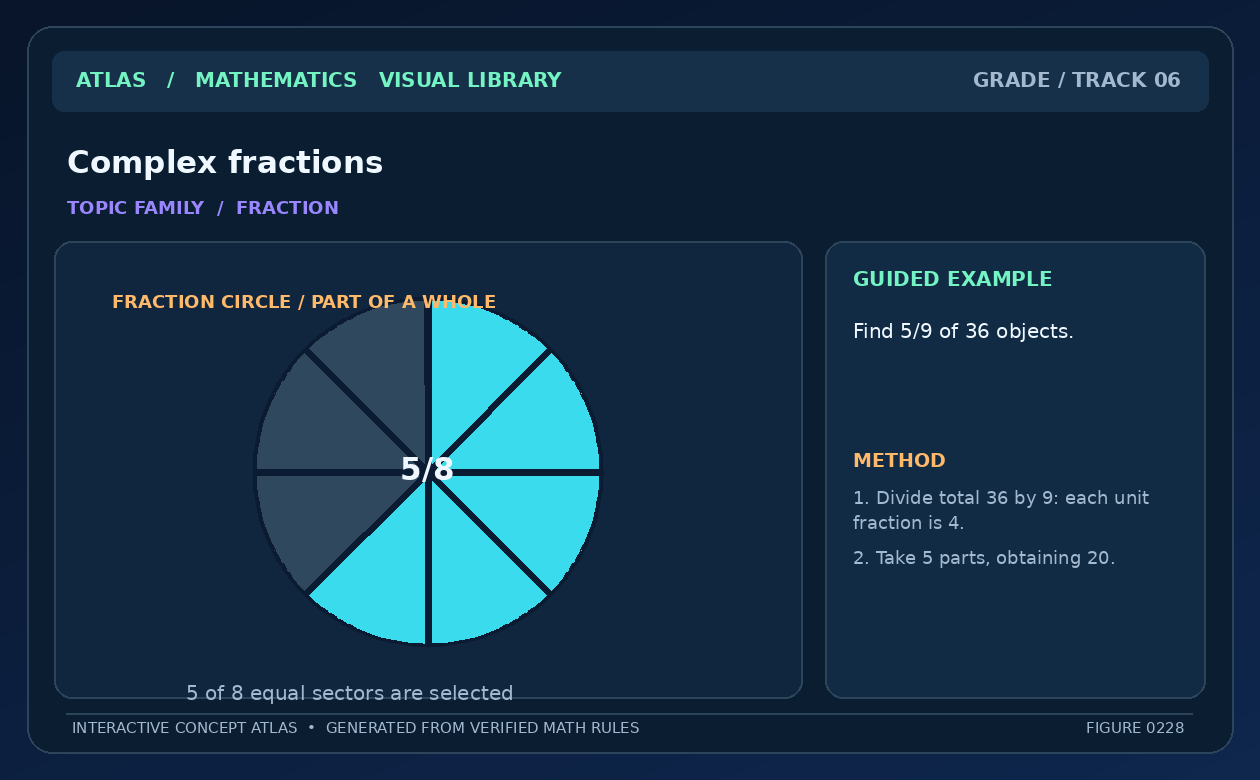 ATLAS / MATHEMATICS VISUAL LIBRARY
GRADE / TRACK 06
Complex fractions
TOPIC FAMILY / FRACTION
FRACTION CIRCLE / PART OF A WHOLE
5/8
5 of 8 equal sectors are selected
GUIDED EXAMPLE
Find 5/9 of 36 objects.
METHOD
1. Divide total 36 by 9: each unit
fraction is 4.
2. Take 5 parts, obtaining 20.
INTERACTIVE CONCEPT ATLAS • GENERATED FROM VERIFIED MATH RULES
FIGURE 0228